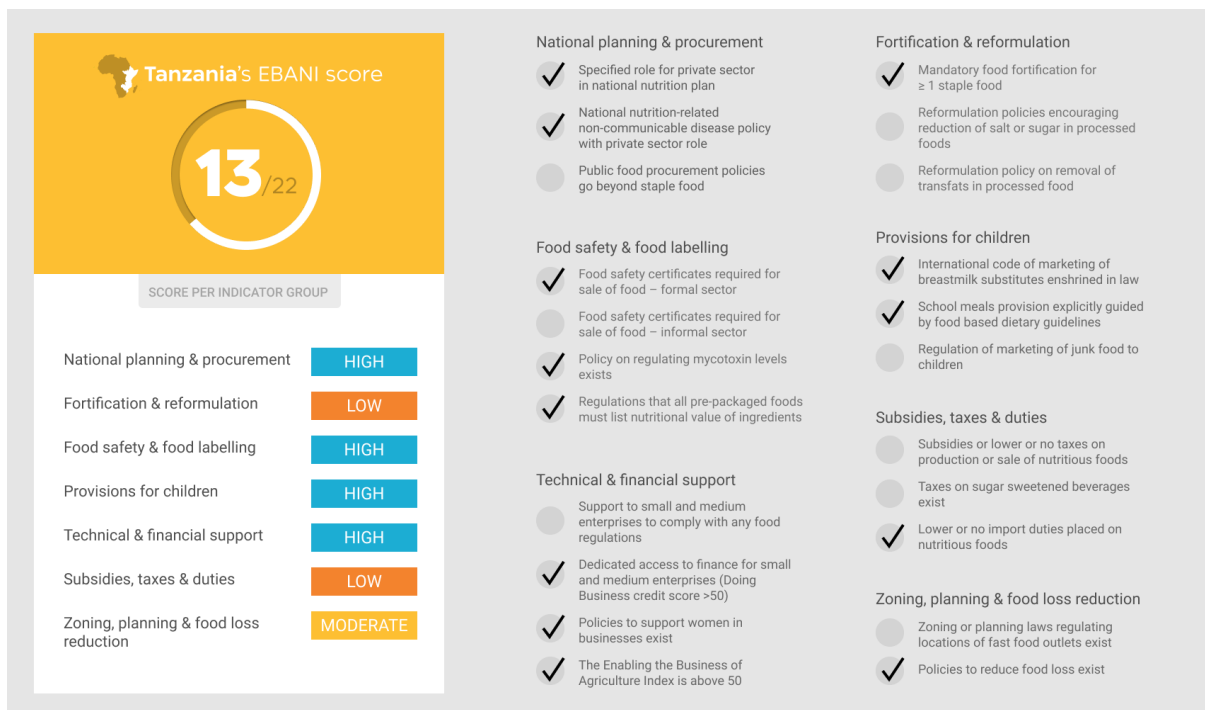 Tanzania's EBANI score
13/22
SCORE PER INDICATOR GROUP
National planning & procurement
HIGH
Fortification & reformulation
LOW
Food safety & food labelling
HIGH
Provisions for children
HIGH
Technical & financial support
HIGH
Subsidies, taxes & duties
LOW
Zoning, planning & food loss
reduction
MODERATE
National planning & procurement
Specified role for private sector
in national nutrition plan
National nutrition-related
non-communicable disease policy
with private sector role
Public food procurement policies
go beyond staple food
Food safety & food labelling
Food safety certificates required for
sale of food – formal sector
Food safety certificates required for
sale of food – informal sector
Policy on regulating mycotoxin levels
exists
Regulations that all pre-packaged foods
must list nutritional value of ingredients
Technical & financial support
Support to small and medium
enterprises to comply with any food
regulations
Dedicated access to finance for small
and medium enterprises (Doing
Business credit score >50)
Policies to support women in
businesses exist
The Enabling the Business of
Agriculture Index is above 50
Fortification & reformulation
Mandatory food fortification for
≥ 1 staple food
Reformulation policies encouraging
reduction of salt or sugar in processed
foods
Reformulation policy on removal of
transfats in processed food
Provisions for children
International code of marketing of
breastmilk substitutes enshrined in law
School meals provision explicitly guided
by food based dietary guidelines
Regulation of marketing of junk food to
children
Subsidies, taxes & duties
Subsidies or lower or no taxes on
production or sale of nutritious foods
Taxes on sugar sweetened beverages
exist
Lower or no import duties placed on
nutritious foods
Zoning, planning & food loss reduction
Zoning or planning laws regulating
locations of fast food outlets exist
Policies to reduce food loss exist